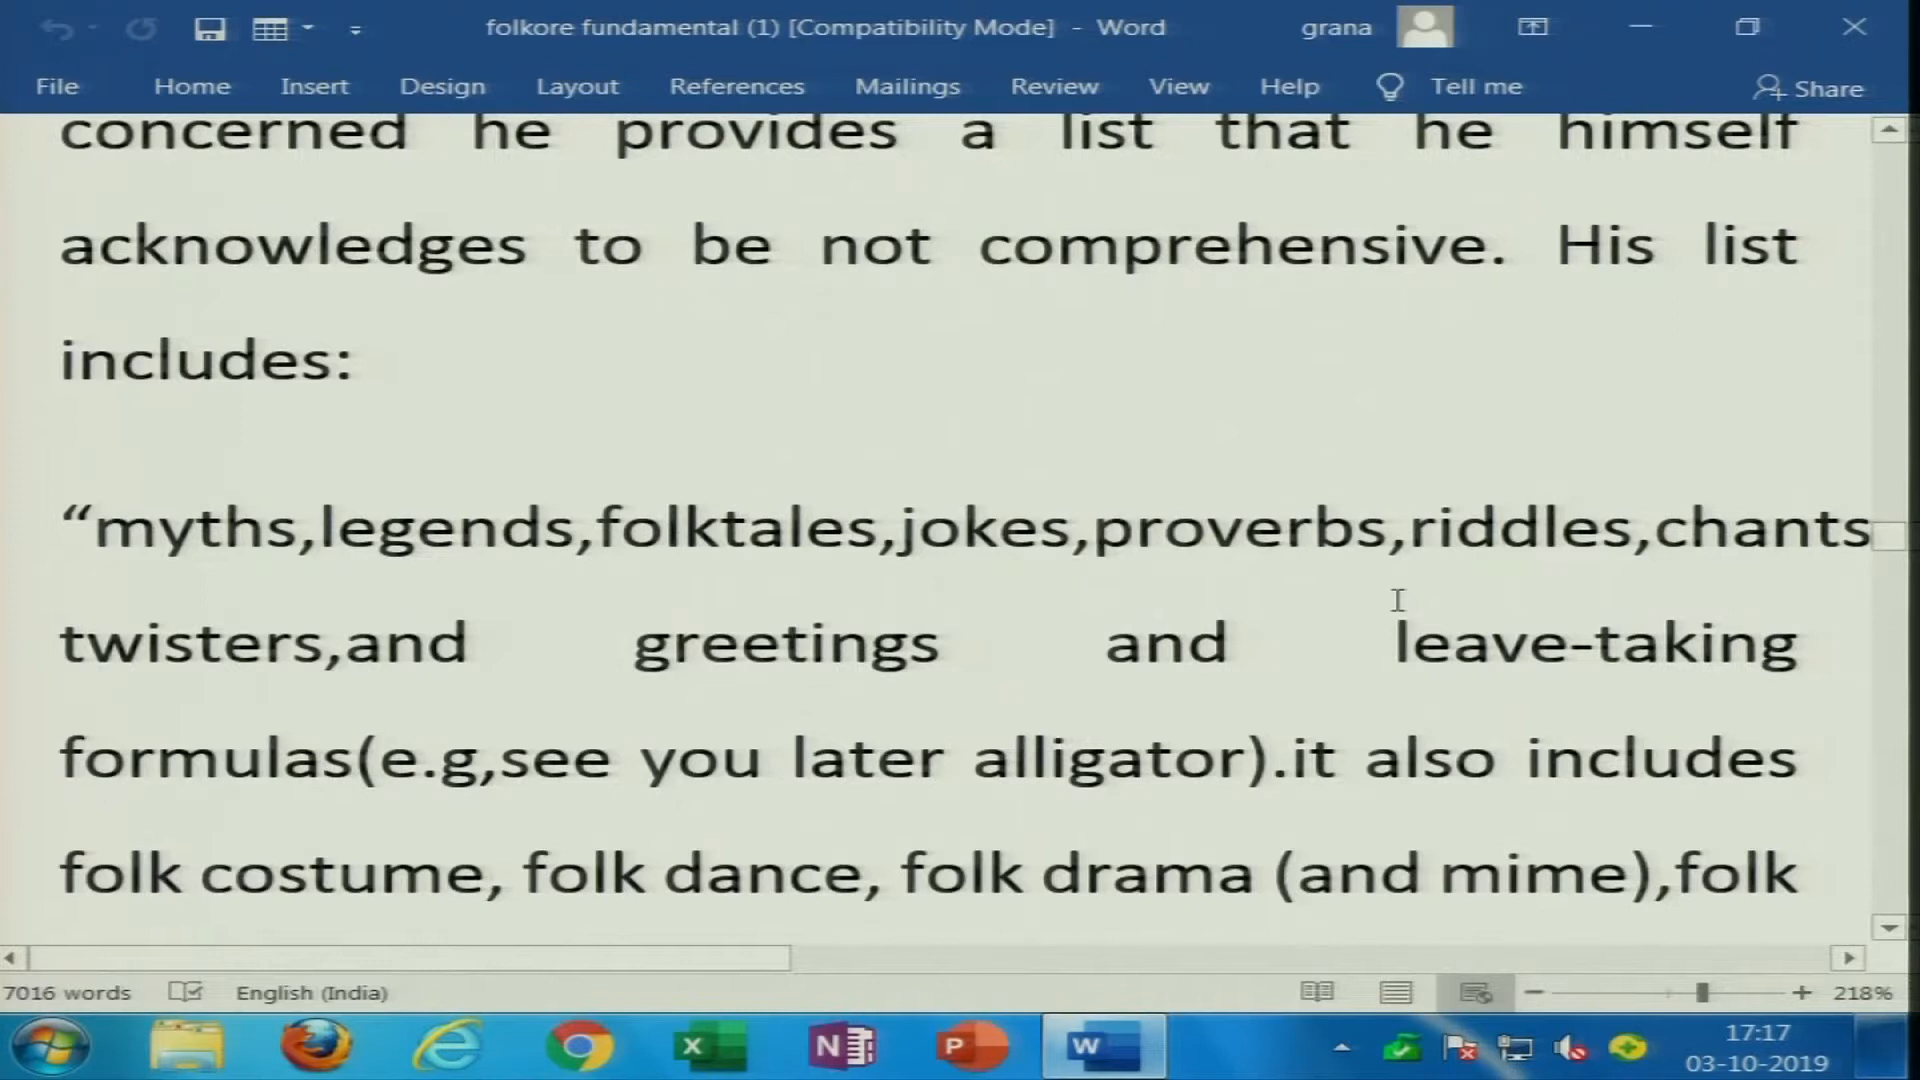 folkore fundamental (1) [Compatibility Mode] - Word
grana
File Home Insert Design Layout References Mailings Review View Help Tell me Share
concerned he provides a list that he himself
acknowledges to be not comprehensive. His list
includes:
“myths,legends,folktales,jokes,proverbs,riddles,chants
twisters,and greetings and leave-taking
formulas(e.g,see you later alligator).it also includes
folk costume, folk dance, folk drama (and mime),folk
7016 words English (India) 218%
17:17
03-10-2019